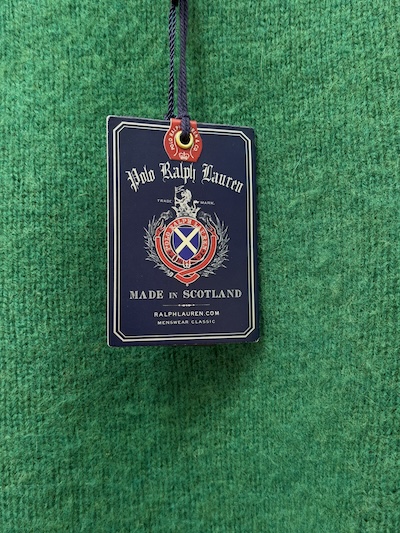 Polo Ralph Lauren
TRADE MARK
MADE IN SCOTLAND
RALPHLAUREN.COM
MENSWEAR CLASSIC